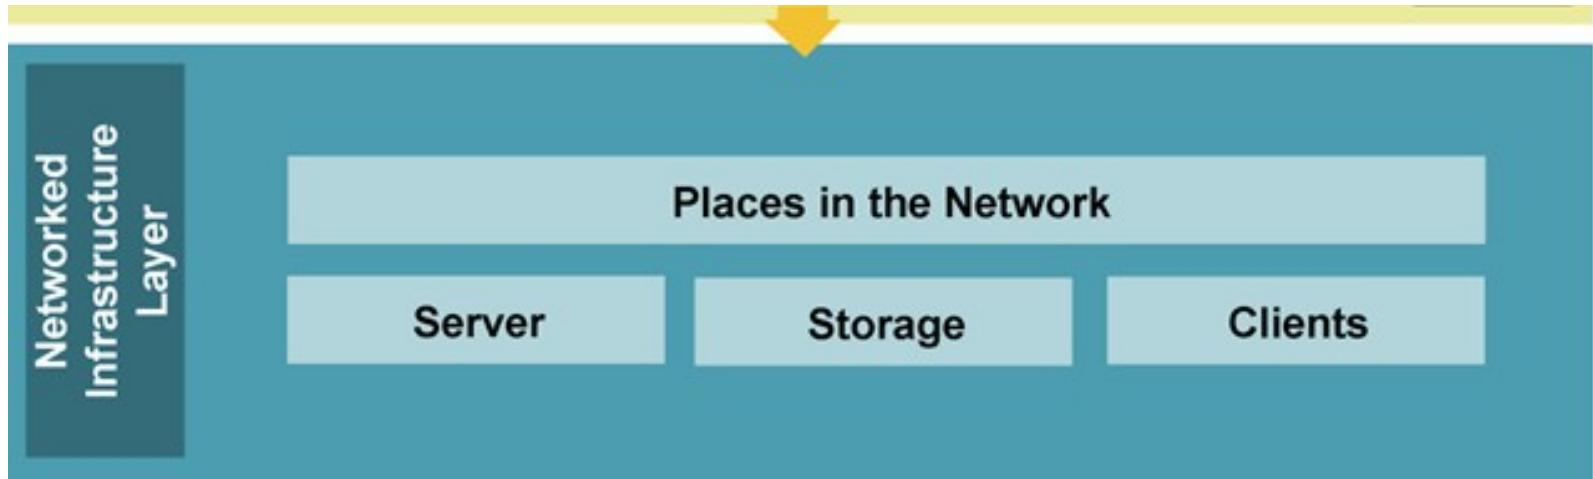 Networked
Infrastructure
Layer
Places in the Network
Server
Storage
Clients